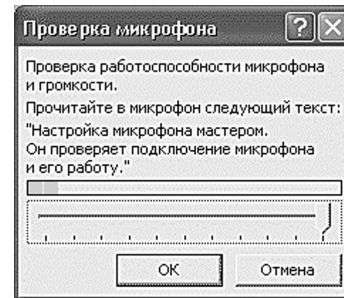 Проверка микрофона
Проверка работоспособности микрофона
и громкости.
Прочитайте в микрофон следующий текст:
"Настройка микрофона мастером.
Он проверяет подключение микрофона
и его работу."
ОК
Отмена